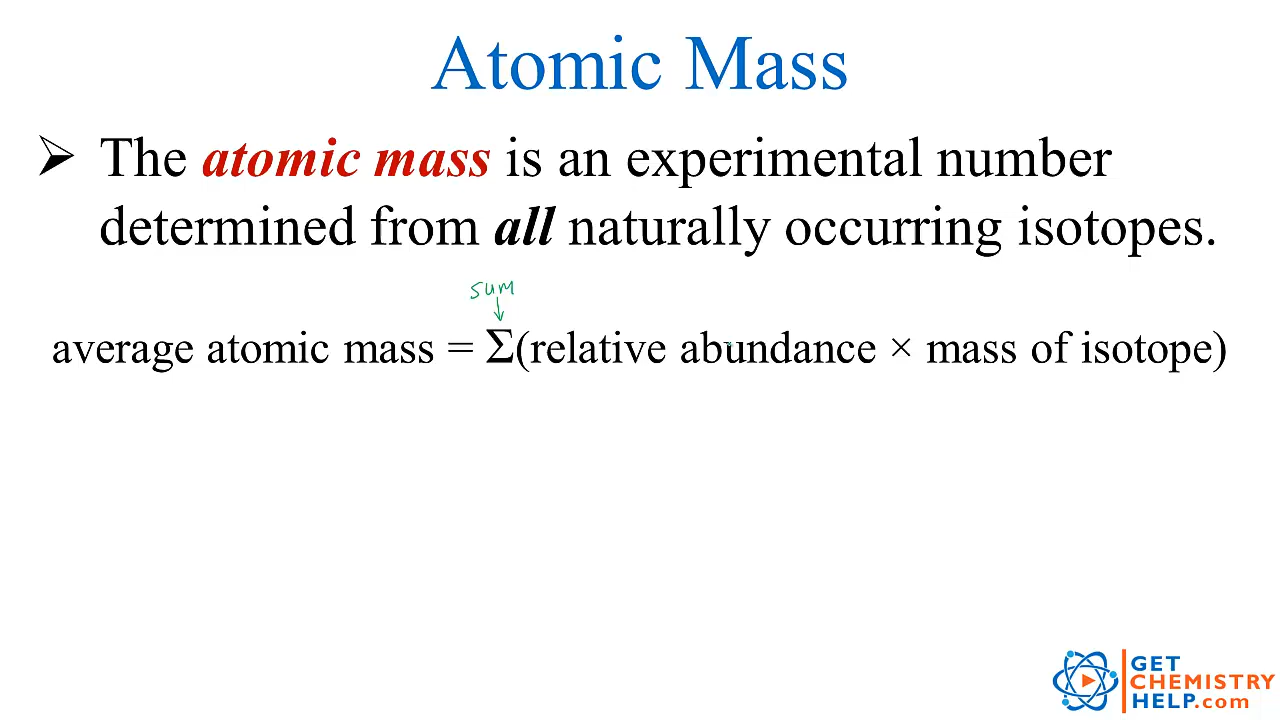 Atomic Mass
➢ The atomic mass is an experimental number
determined from all naturally occurring isotopes.
sum
average atomic mass = Σ(relative abundance × mass of isotope)
GET
CHEMISTRY
HELP.com